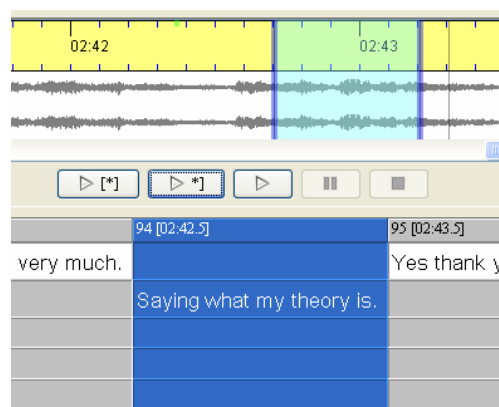 02:42 02:43
[*] *]
94 [02:42.5] 95 [02:43.5]
very much. Yes thank
Saying what my theory is.